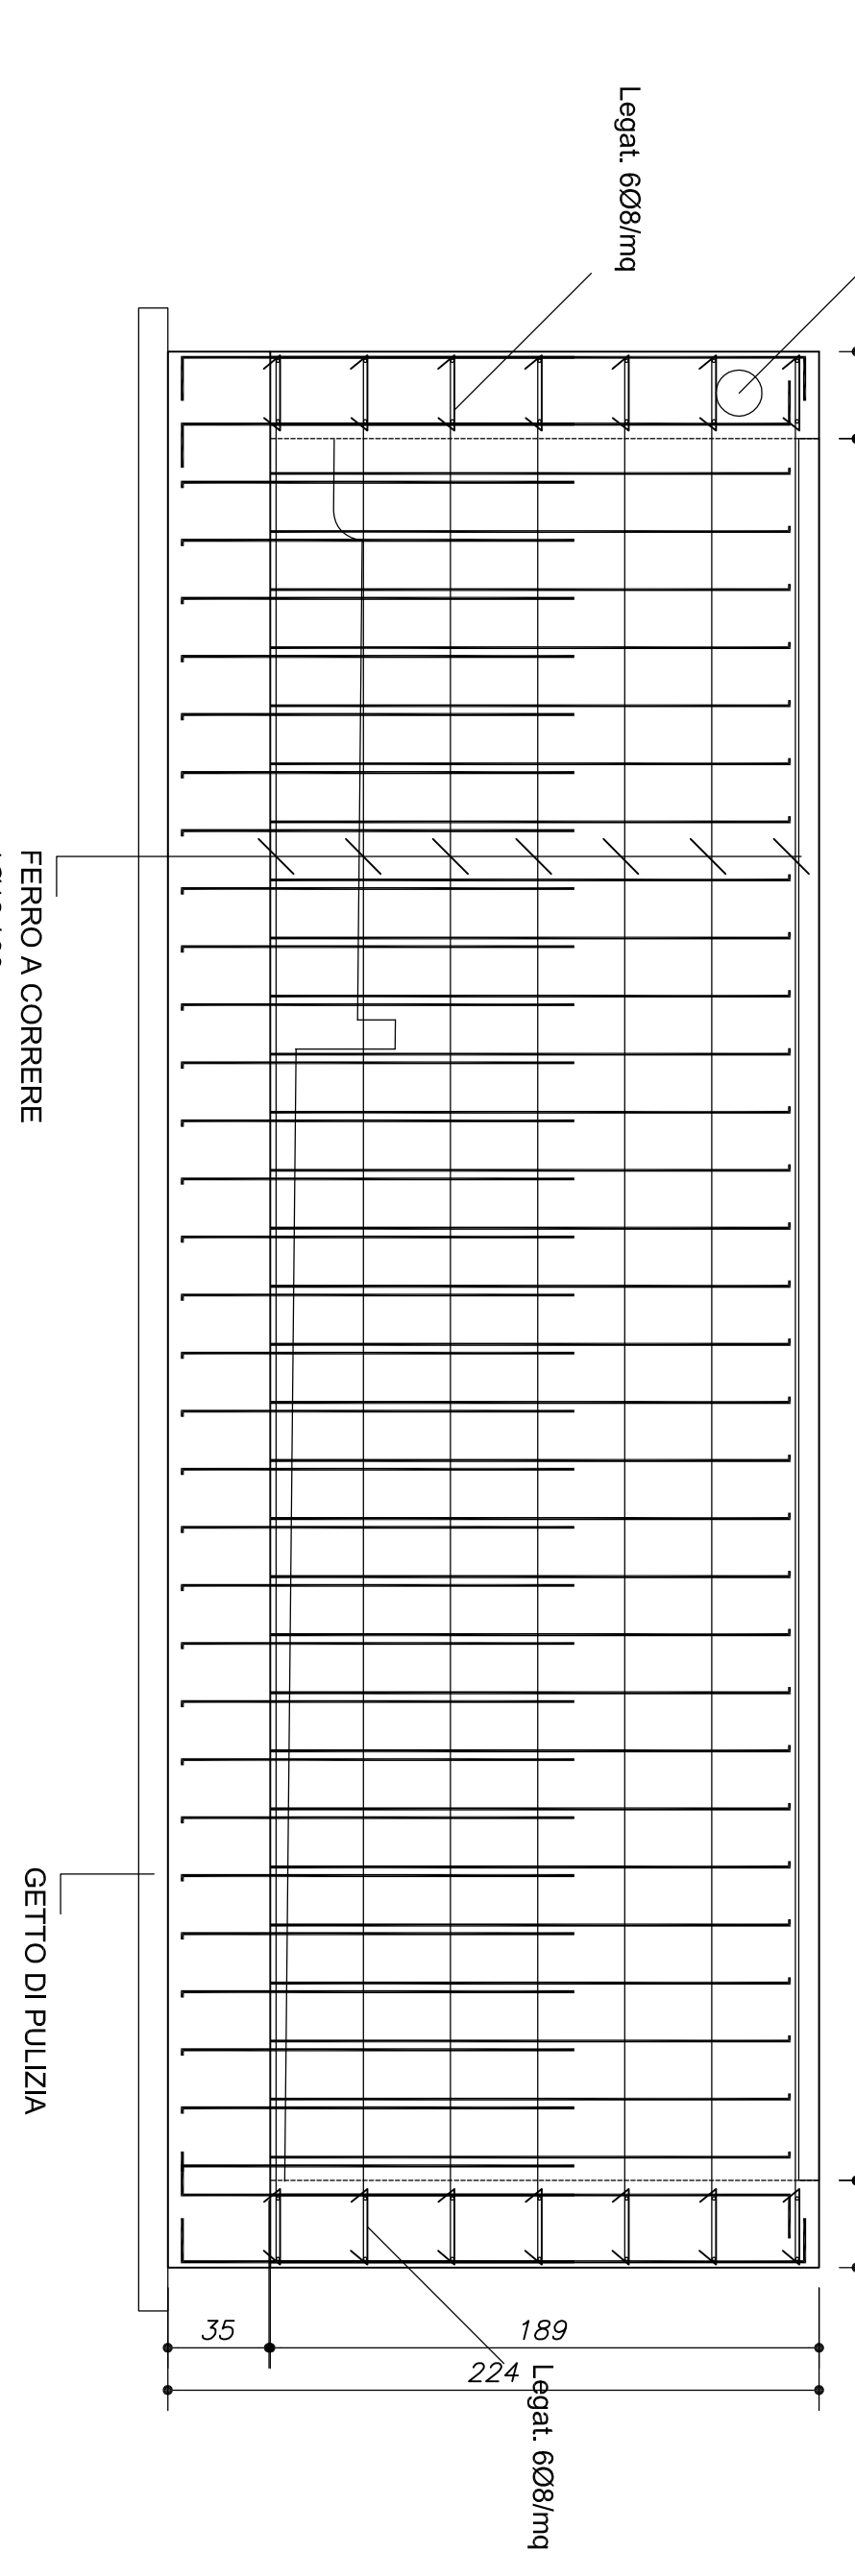 Legat. 6Ø8/mq
FERRO A CORRERE
GETTO DI PULIZIA
35
189
224
Legat. 6Ø8/mq